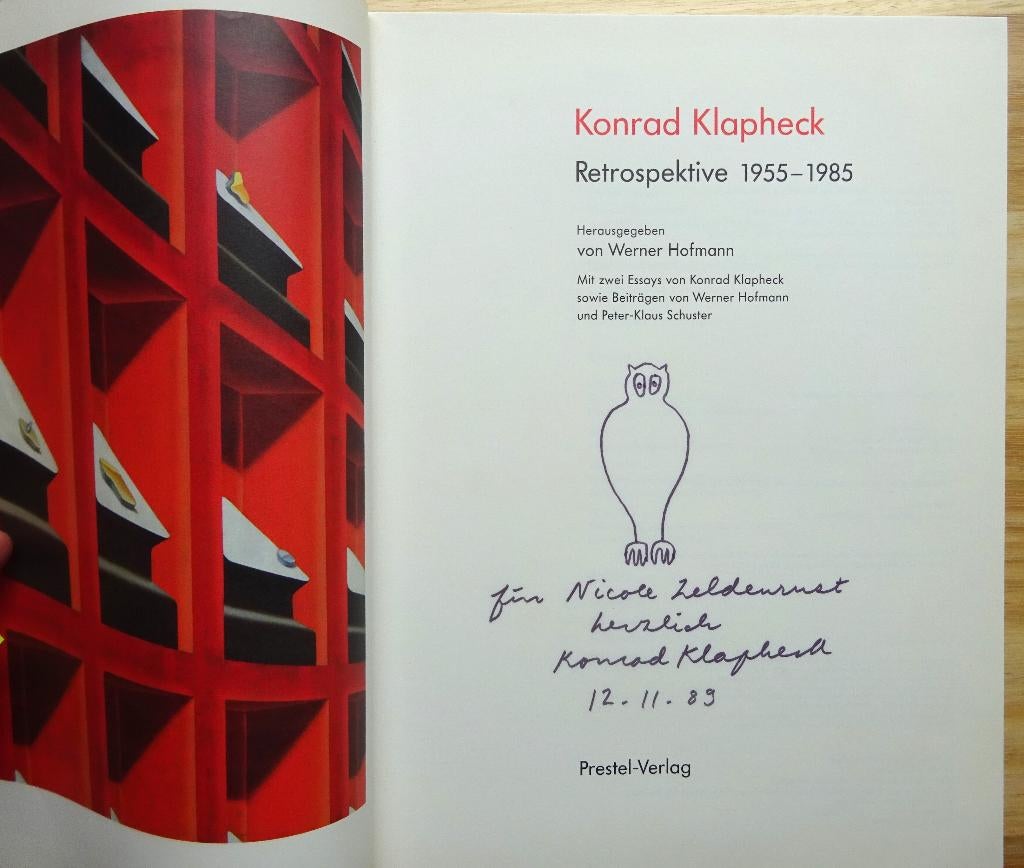 Konrad Klapheck
Retrospektive 1955–1985
Herausgegeben
von Werner Hofmann
Mit zwei Essays von Konrad Klapheck
sowie Beiträgen von Werner Hofmann
und Peter-Klaus Schuster
für Nicole Zeldenrust
herzlich
Konrad Klapheck
12. 11. 89
Prestel-Verlag